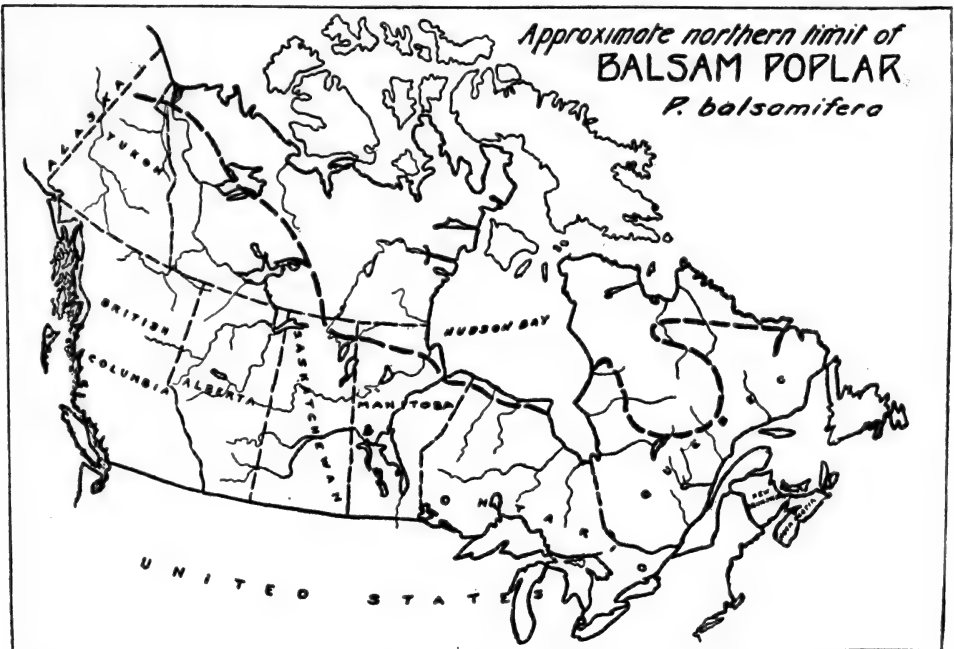 Approximate northern limit of
BALSAM POPLAR
P. balsamifera
ALASKA
YUKON
BRITISH
COLUMBIA
ALBERTA
SASKATCHEWAN
MANITOBA
HUDSON BAY
ONTARIO
QUEBEC
NEW
UNITED STATES